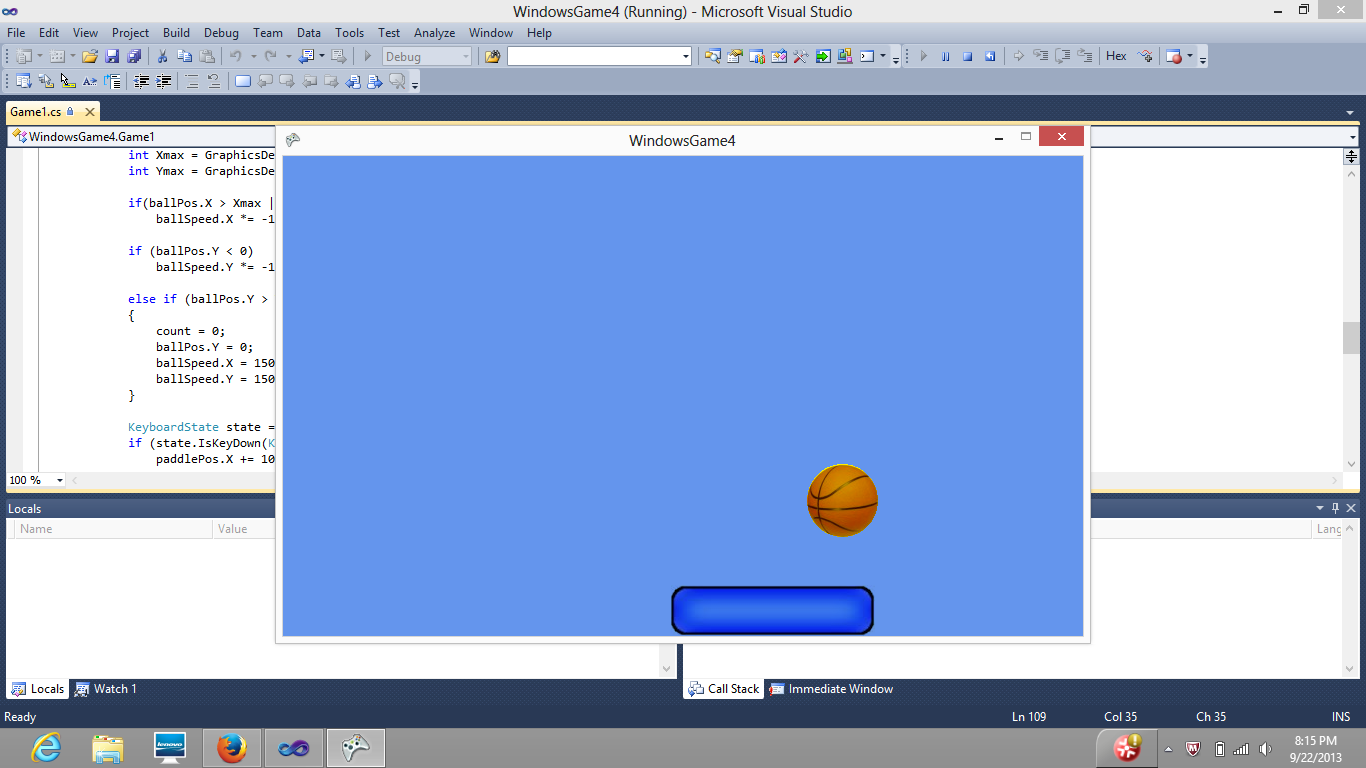 WindowsGame4 (Running) - Microsoft Visual Studio
File Edit View Project Build Debug Team Data Tools Test Analyze Window Help
Debug
Hex
Game1.cs
WindowsGame4.Game1
WindowsGame4
int Xmax = GraphicsDe
int Ymax = GraphicsDe
if(ballPos.X > Xmax |
ballSpeed.X *= -1
if (ballPos.Y < 0)
ballSpeed.Y *= -1
else if (ballPos.Y >
{
count = 0;
ballPos.Y = 0;
ballSpeed.X = 150
ballSpeed.Y = 150
}
KeyboardState state =
if (state.IsKeyDown(K
paddlePos.X += 10
100 %
Locals
Name Value Lang
Locals Watch 1 Call Stack Immediate Window
Ready Ln 109 Col 35 Ch 35 INS
lenovo
8:15 PM
9/22/2013